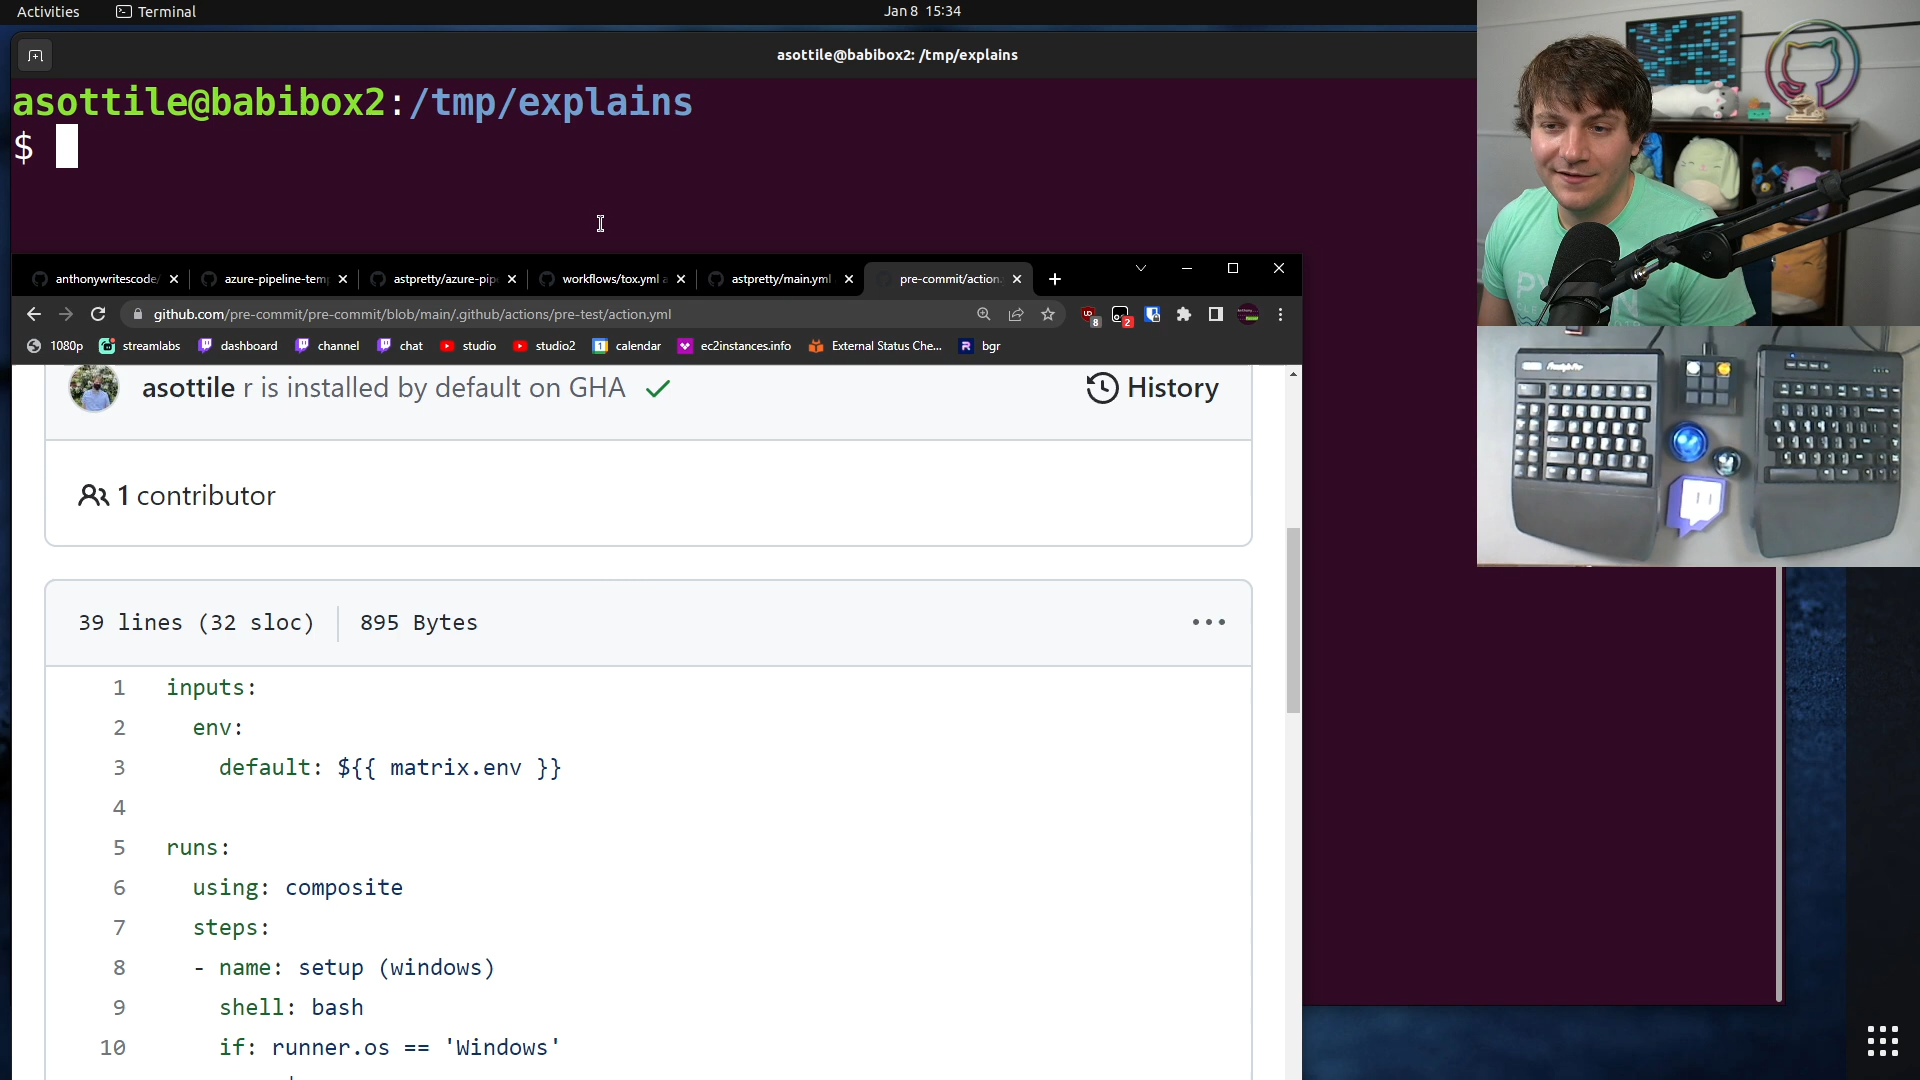 Activities
Terminal
Jan 8 15:34
asottile@babibox2: /tmp/explains
asottile@babibox2:/tmp/explains
$
anthonywritescode/
azure-pipeline-tem
astpretty/azure-pip
workflows/tox.yml a
astpretty/main.yml
pre-commit/action.
github.com/pre-commit/pre-commit/blob/main/.github/actions/pre-test/action.yml
8
2
1080p
streamlabs
dashboard
channel
chat
studio
studio2
calendar
ec2instances.info
External Status Che...
bgr
asottile r is installed by default on GHA
History
1 contributor
39 lines (32 sloc)
895 Bytes
1 inputs:
2 env:
3 default: ${{ matrix.env }}
4
5 runs:
6 using: composite
7 steps:
8 - name: setup (windows)
9 shell: bash
10 if: runner.os == 'Windows'